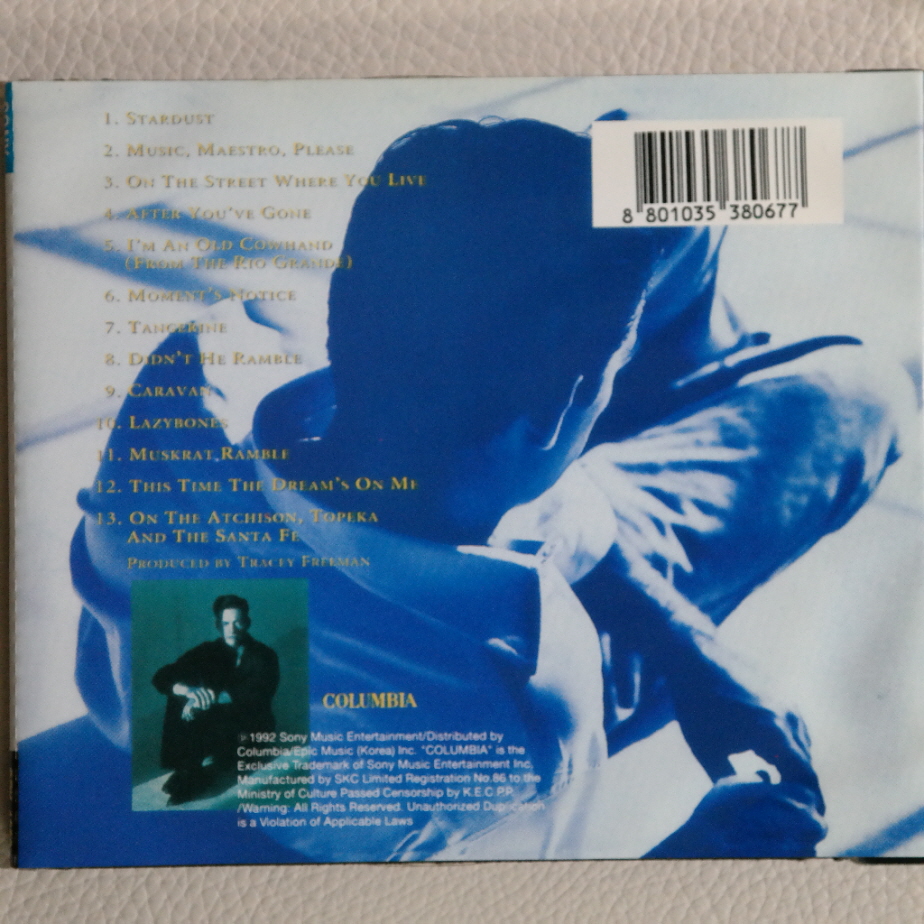 1. STARDUST
2. MUSIC, MAESTRO, PLEASE
3. ON THE STREET WHERE YOU LIVE
4. AFTER YOU'VE GONE
5. I'M AN OLD COWHAND
(FROM THE RIO GRANDE)
6. MOMENT'S NOTICE
7. TANGERINE
8. DIDN'T HE RAMBLE
9. CARAVAN
10. LAZYBONES
11. MUSKRAT RAMBLE
12. THIS TIME THE DREAM'S ON ME
13. ON THE ATCHISON, TOPEKA
AND THE SANTA FE
PRODUCED BY TRACEY FREEMAN
8 801035 380677
COLUMBIA
℗1992 Sony Music Entertainment/Distributed by
Columbia/Epic Music (Korea) Inc. "COLUMBIA" is the
Exclusive Trademark of Sony Music Entertainment Inc.
Manufactured by SKC Limited Registration No.86 to the
Ministry of Culture Passed Censorship by K.E.C.P.P.
/Warning: All Rights Reserved. Unauthorized Duplication
is a Violation of Applicable Laws